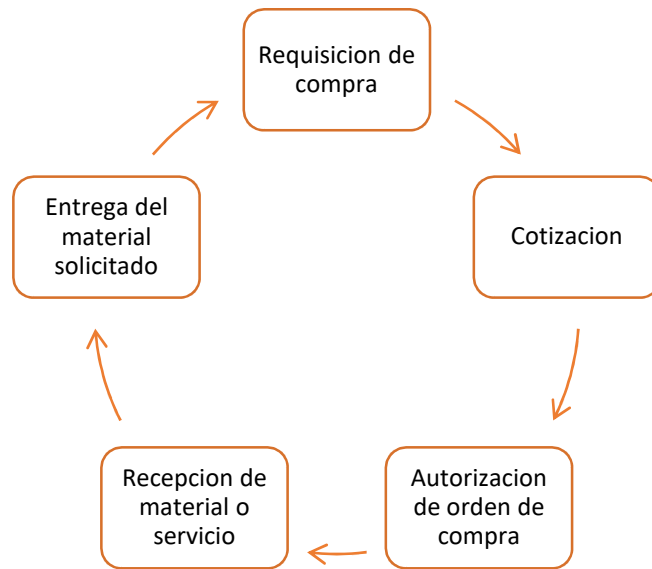 Requisicion de
compra
Cotizacion
Autorizacion
de orden de
compra
Recepcion de
material o
servicio
Entrega del
material
solicitado